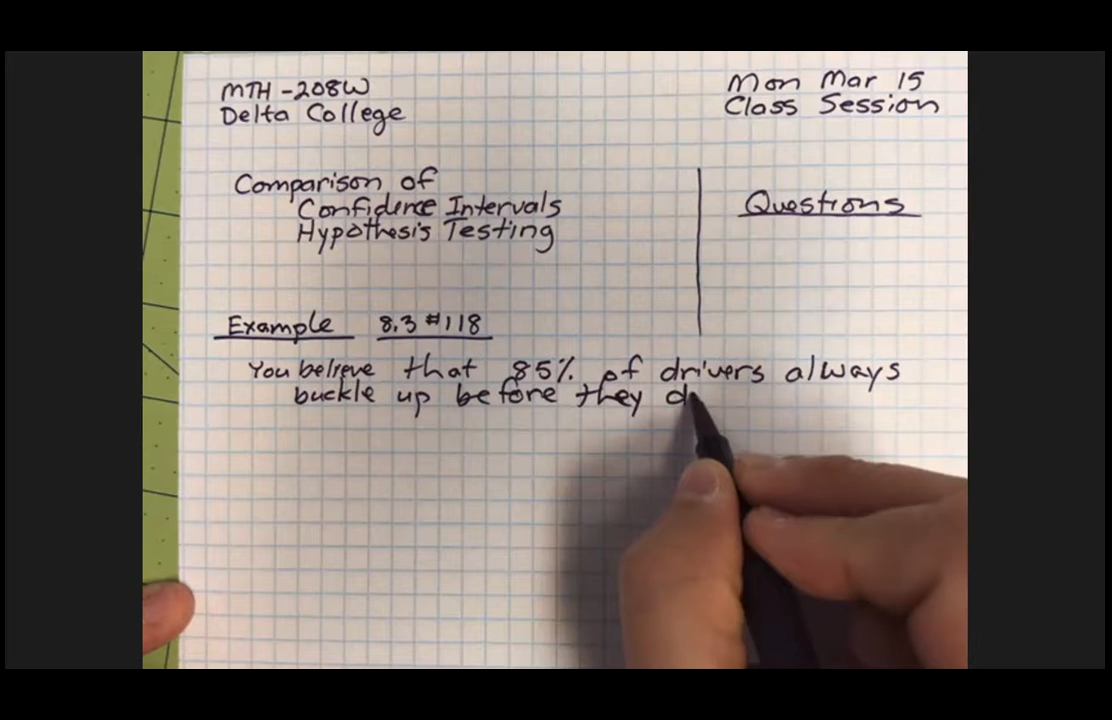 MTH-208W
Delta College
Mon Mar 15
Class Session
Comparison of
Confidence Intervals
Hypothesis Testing
Questions
Example 8.3 #118
You believe that 85% of drivers always
buckle up before they d